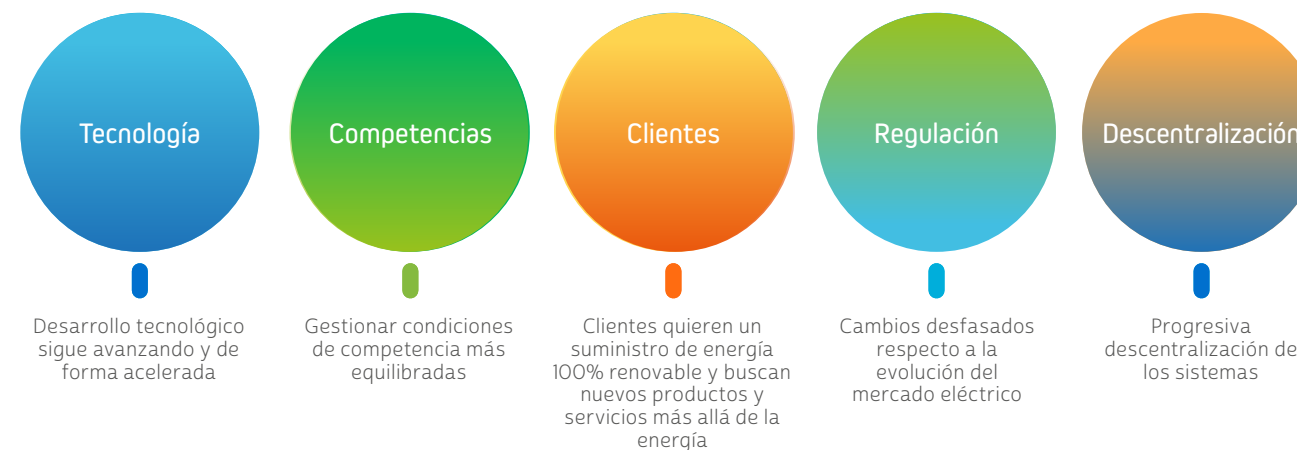 Tecnología
Competencias
Clientes
Regulación
Descentralización
Desarrollo tecnológico
sigue avanzando y de
forma acelerada
Gestionar condiciones
de competencia más
equilibradas
Clientes quieren un
suministro de energía
100% renovable y buscan
nuevos productos y
servicios más allá de la
energía
Cambios desfasados
respecto a la
evolución del
mercado eléctrico
Progresiva
descentralización de
los sistemas